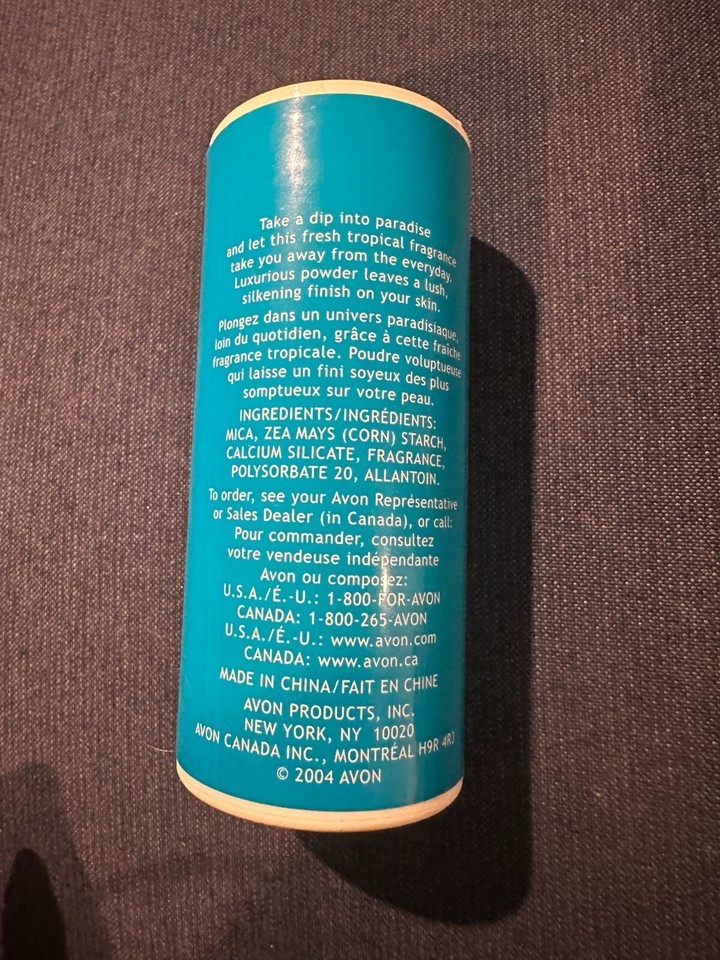 Take a dip into paradise
and let this fresh tropical fragrance
take you away from the everyday.
Luxurious powder leaves a lush,
silkening finish on your skin.
Plongez dans un univers paradisiaque,
loin du quotidien, grâce à cette fraîche
fragrance tropicale. Poudre voluptueuse
qui laisse un fini soyeux des plus
somptueux sur votre peau.
INGREDIENTS/INGRÉDIENTS:
MICA, ZEA MAYS (CORN) STARCH,
CALCIUM SILICATE, FRAGRANCE,
POLYSORBATE 20, ALLANTOIN.
To order, see your Avon Representative
or Sales Dealer (in Canada), or call:
Pour commander, consultez
votre vendeuse indépendante
Avon ou composez:
U.S.A./É.-U.: 1-800-FOR-AVON
CANADA: 1-800-265-AVON
U.S.A./É.-U.: www.avon.com
CANADA: www.avon.ca
MADE IN CHINA/FAIT EN CHINE
AVON PRODUCTS, INC.
NEW YORK, NY 10020
AVON CANADA INC., MONTRÉAL H9R 4R3
© 2004 AVON